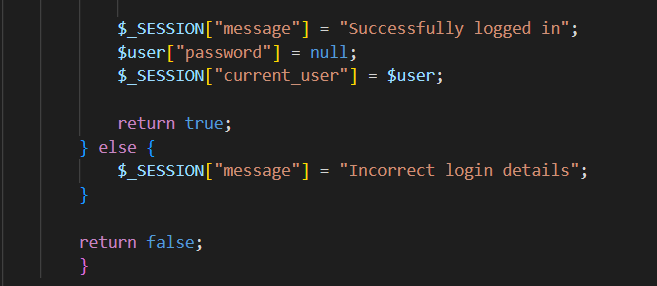 $_SESSION["message"] = "Successfully logged in";
$user["password"] = null;
$_SESSION["current_user"] = $user;
return true;
} else {
$_SESSION["message"] = "Incorrect login details";
}
return false;
}